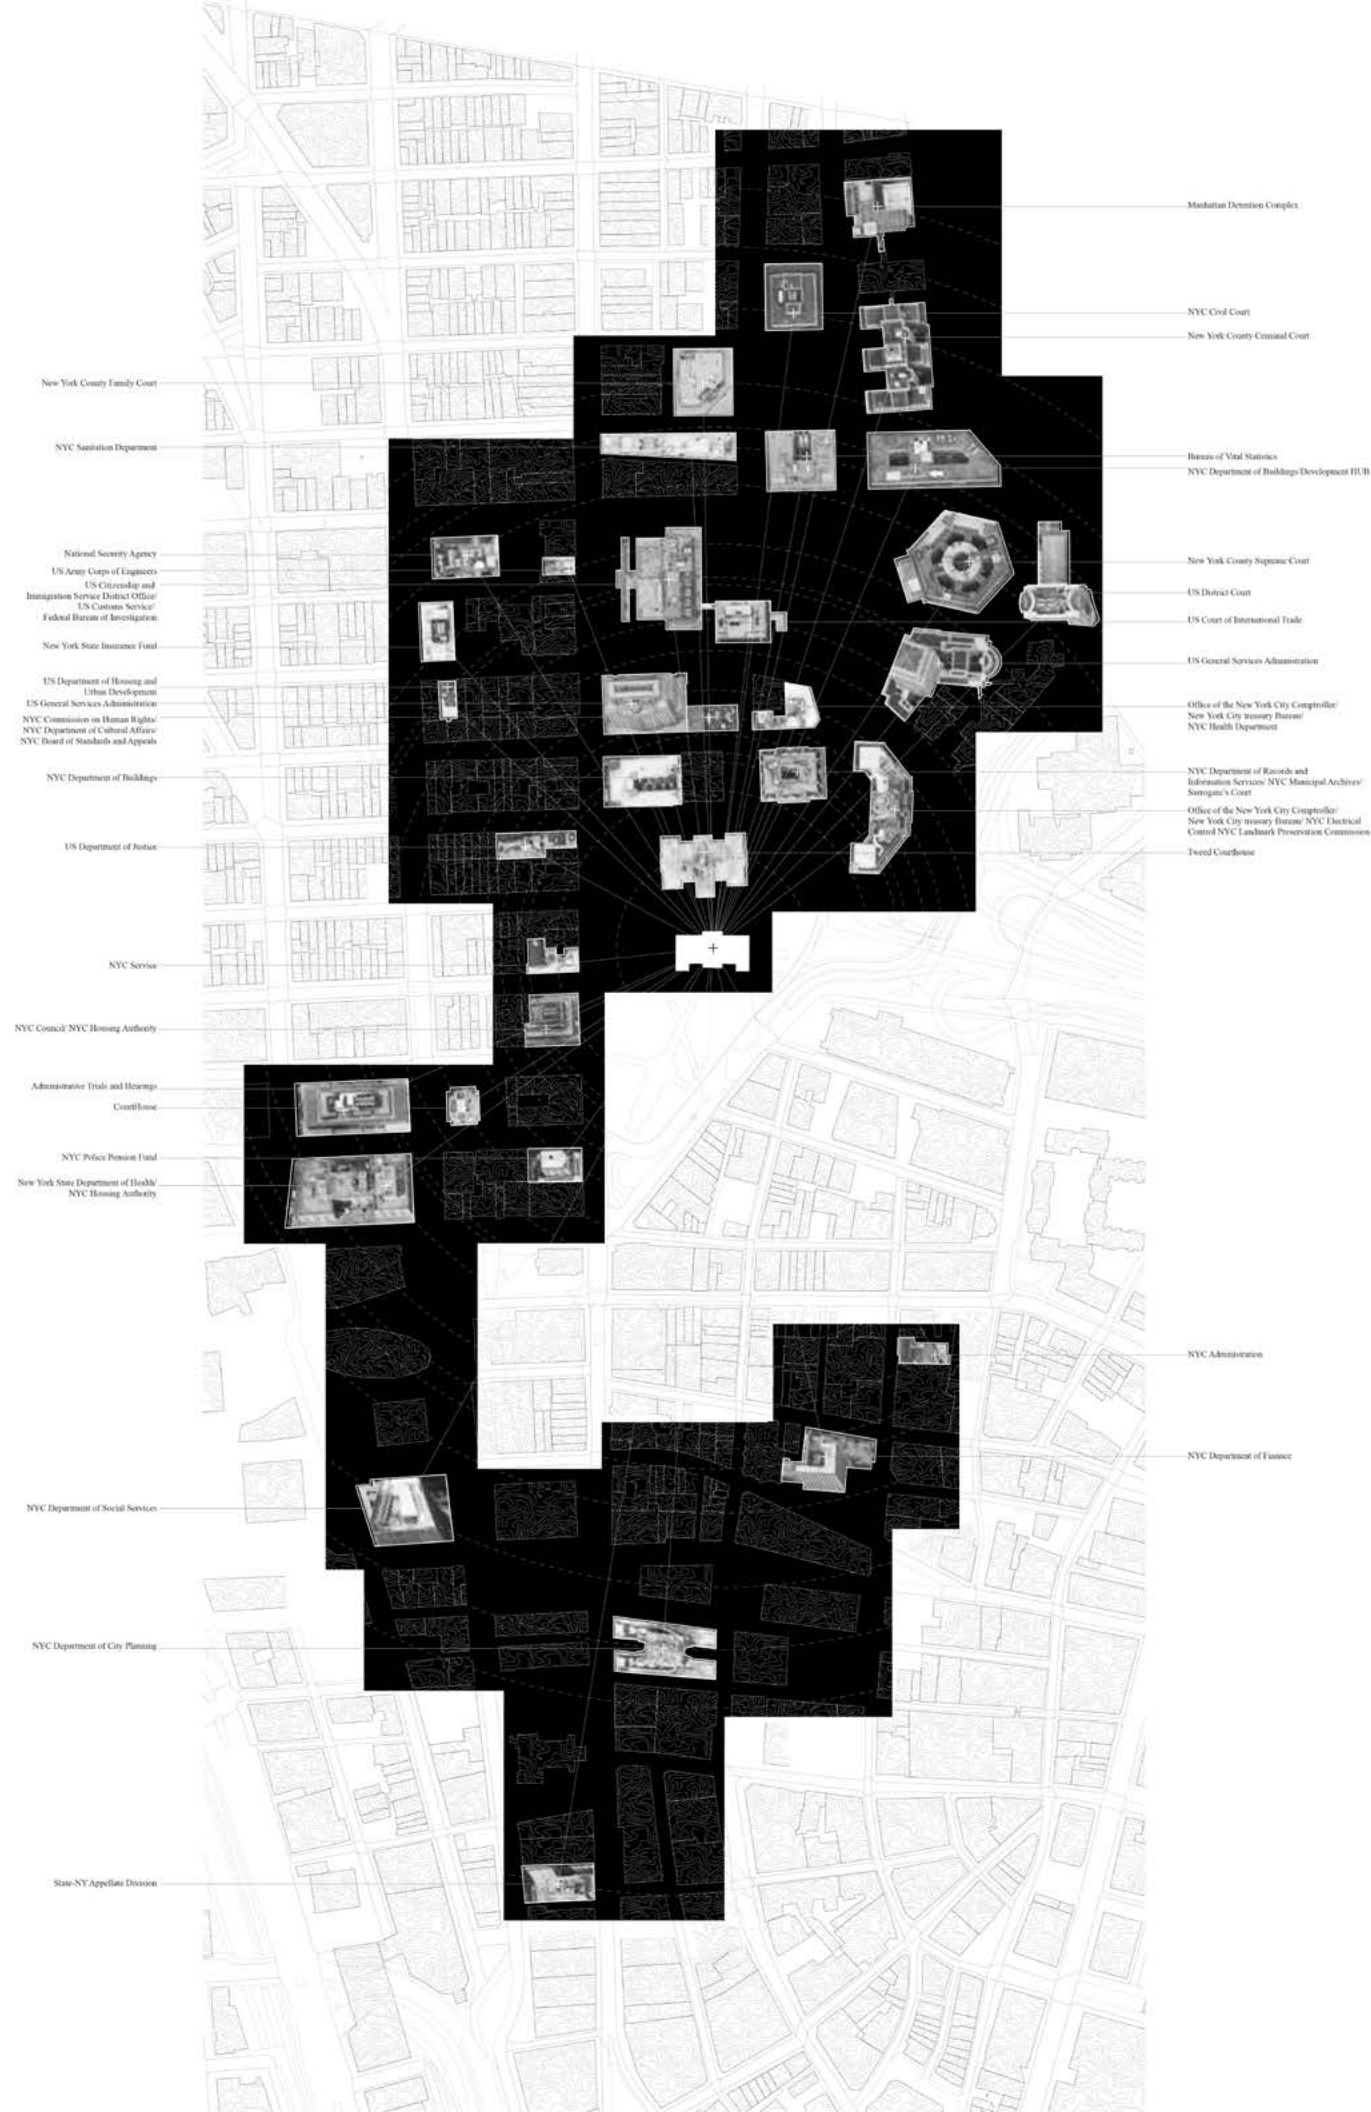 New York County Family Court
NYC Sanitation Department
National Security Agency
US Army Corps of Engineers
US Citizenship and
Immigration Service District Office/
US Customs Service/
Federal Bureau of Investigation
New York State Insurance Fund
US Department of Housing and
Urban Development
US General Services Administration
NYC Commission on Human Rights/
NYC Department of Cultural Affairs/
NYC Board of Standards and Appeals
NYC Department of Buildings
US Department of Justice
NYC Service
NYC Council/ NYC Housing Authority
Administrative Trials and Hearings
CourtHouse
NYC Police Pension Fund
New York State Department of Health/
NYC Housing Authority
NYC Department of Social Services
NYC Department of City Planning
State-NY Appellate Division
Manhattan Detention Complex
NYC Civil Court
New York County Criminal Court
Bureau of Vital Statistics
NYC Department of Buildings/Development HUB
New York County Supreme Court
US District Court
US Court of International Trade
US General Services Administration
Office of the New York City Comptroller/
New York City treasury Bureau/
NYC Health Department
NYC Department of Records and
Information Services/ NYC Municipal Archives/
Surrogate's Court
Office of the New York City Comptroller/
New York City treasury Bureau/ NYC Electrical
Control NYC Landmark Preservation Commission
Tweed Courthouse
NYC Administration
NYC Department of Finance